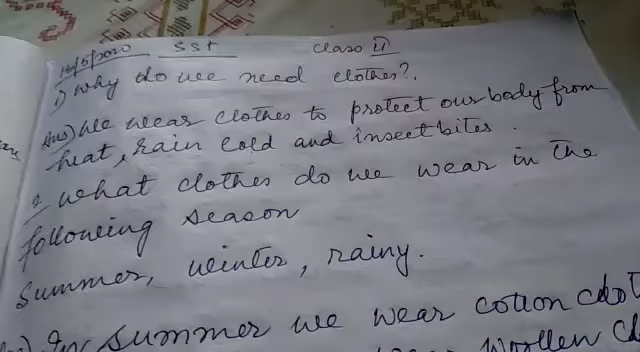 12/5/2020 SST Class II
1) Why do we need clothes?.
Ans) We wear clothes to protect our body from
heat, rain cold and insect bites.
2 what clothes do we wear in the
following season
summer, winter, rainy.
In summer we wear cotton
woollen